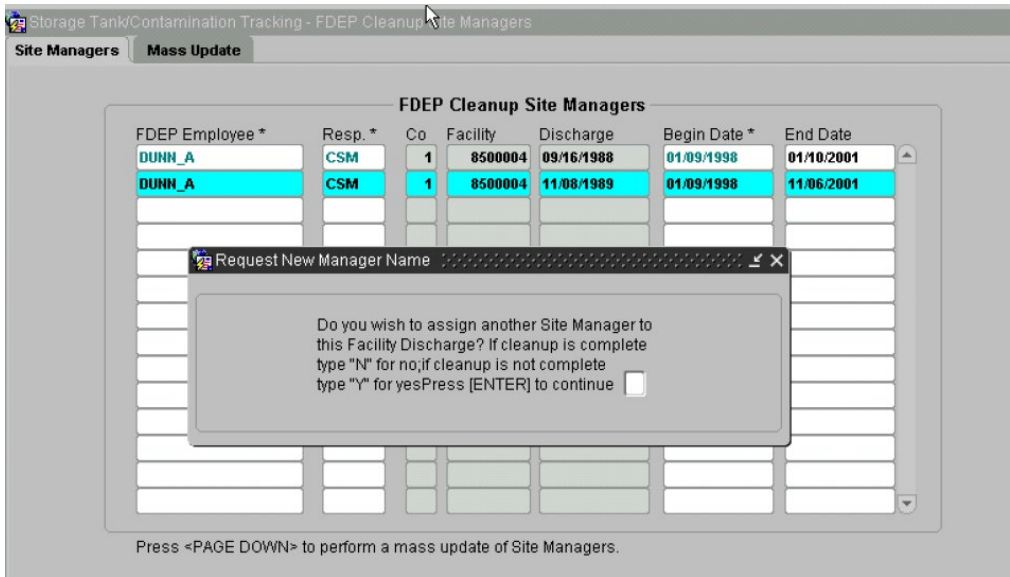 Storage Tank/Contamination Tracking - FDEP Cleanup Site Managers
Site Managers Mass Update
FDEP Cleanup Site Managers
FDEP Employee * Resp. * Co Facility Discharge Begin Date * End Date
DUNN_A CSM 1 8500004 09/16/1988 01/09/1998 01/10/2001
DUNN_A CSM 1 8500004 11/08/1989 01/09/1998 11/06/2001
Request New Manager Name
Do you wish to assign another Site Manager to
this Facility Discharge? If cleanup is complete
type "N" for no;if cleanup is not complete
type "Y" for yesPress [ENTER] to continue
Press <PAGE DOWN> to perform a mass update of Site Managers.